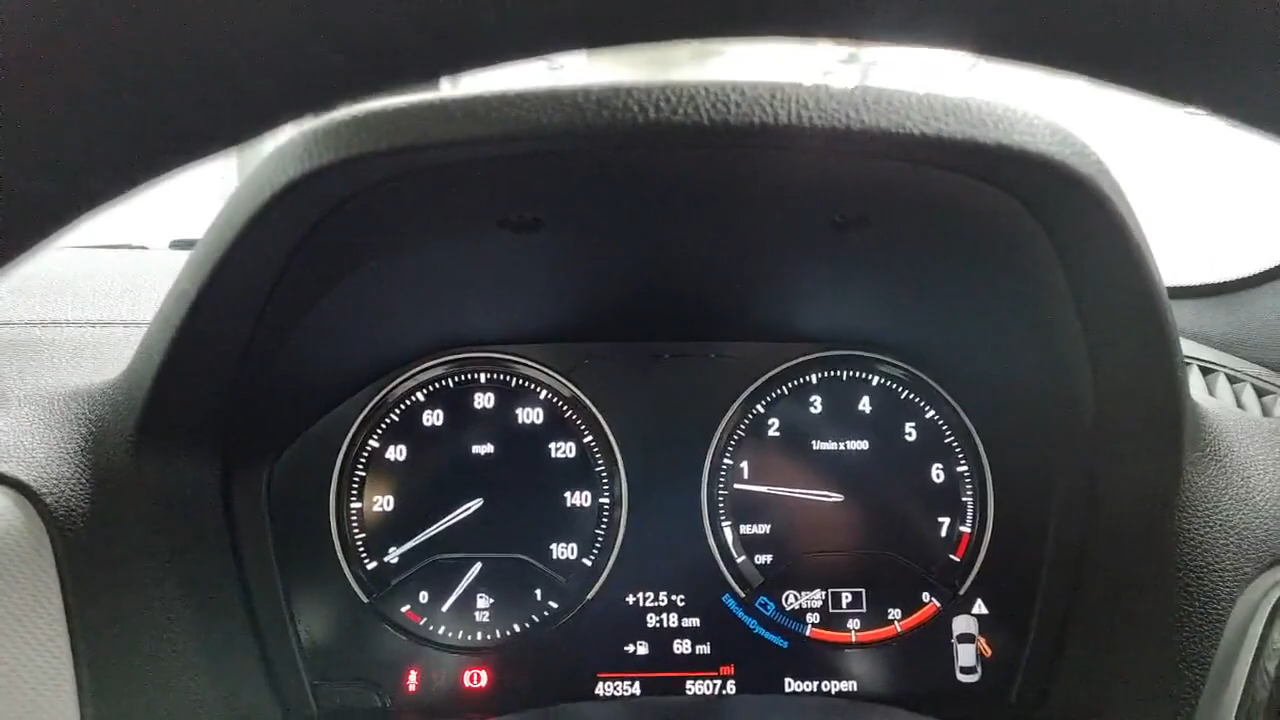 20
40
60
80
100
120
140
160
mph
0
1/2
1
1
2
3
4
5
6
7
1/min x 1000
READY
OFF
START
STOP
P
EfficientDynamics
60
40
20
0
+12.5 °C
9:18 am
68 mi
mi
49354 5607.6
Door open